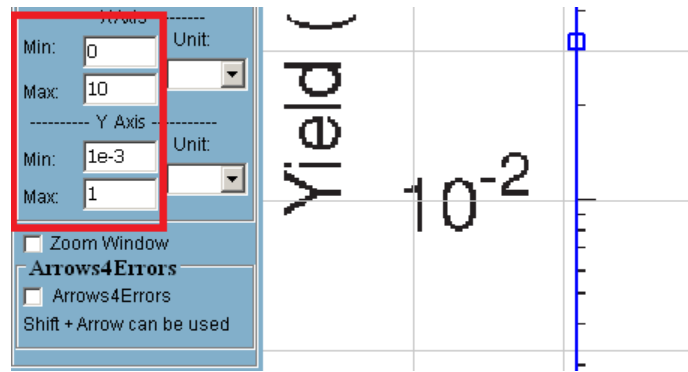 Min: 0 Unit:
Max: 10
---------- Y Axis ----------
Min: 1e-3 Unit:
Max: 1
Zoom Window
Arrows4Errors
Arrows4Errors
Shift + Arrow can be used
Yield (
10⁻²